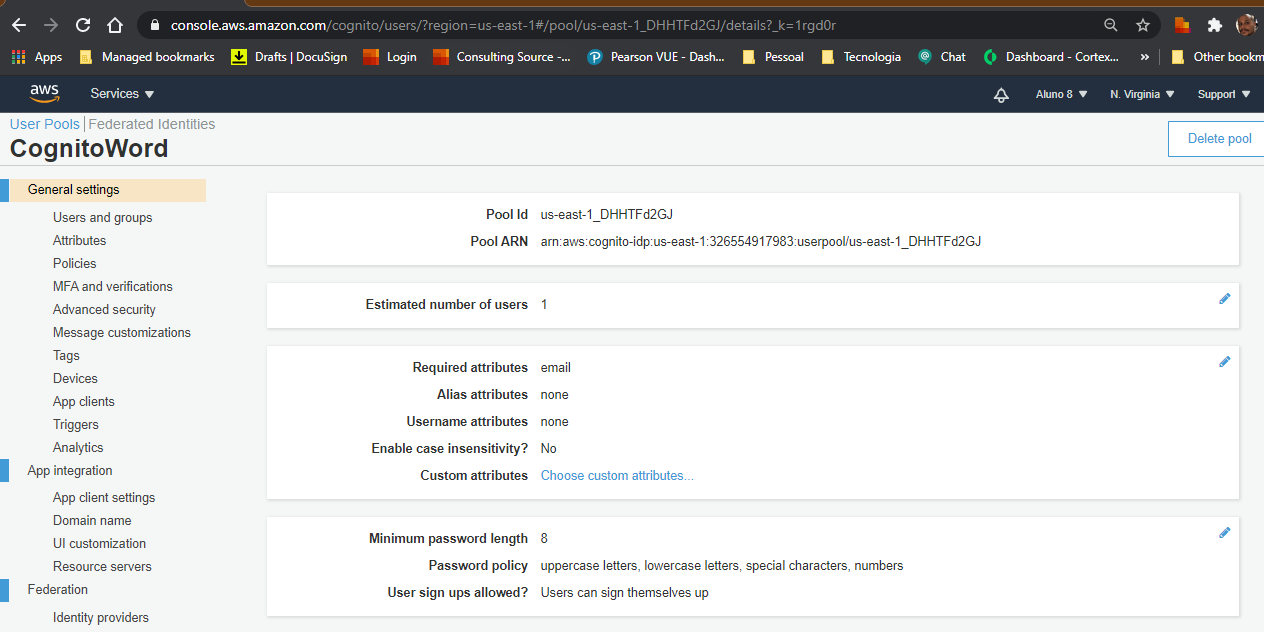 console.aws.amazon.com/cognito/users/?region=us-east-1#/pool/us-east-1_DHHTFd2GJ/details?_k=1rgd0r
Apps Managed bookmarks Drafts | DocuSign Login Consulting Source -... Pearson VUE - Dash... Pessoal Tecnologia Chat Dashboard - Cortex... » Other bookm
aws Services Aluno 8 N. Virginia Support
User Pools | Federated Identities
CognitoWord
Delete pool
General settings
Users and groups
Attributes
Policies
MFA and verifications
Advanced security
Message customizations
Tags
Devices
App clients
Triggers
Analytics
App integration
App client settings
Domain name
UI customization
Resource servers
Federation
Identity providers
Pool Id us-east-1_DHHTFd2GJ
Pool ARN arn:aws:cognito-idp:us-east-1:326554917983:userpool/us-east-1_DHHTFd2GJ
Estimated number of users 1
Required attributes email
Alias attributes none
Username attributes none
Enable case insensitivity? No
Custom attributes Choose custom attributes...
Minimum password length 8
Password policy uppercase letters, lowercase letters, special characters, numbers
User sign ups allowed? Users can sign themselves up